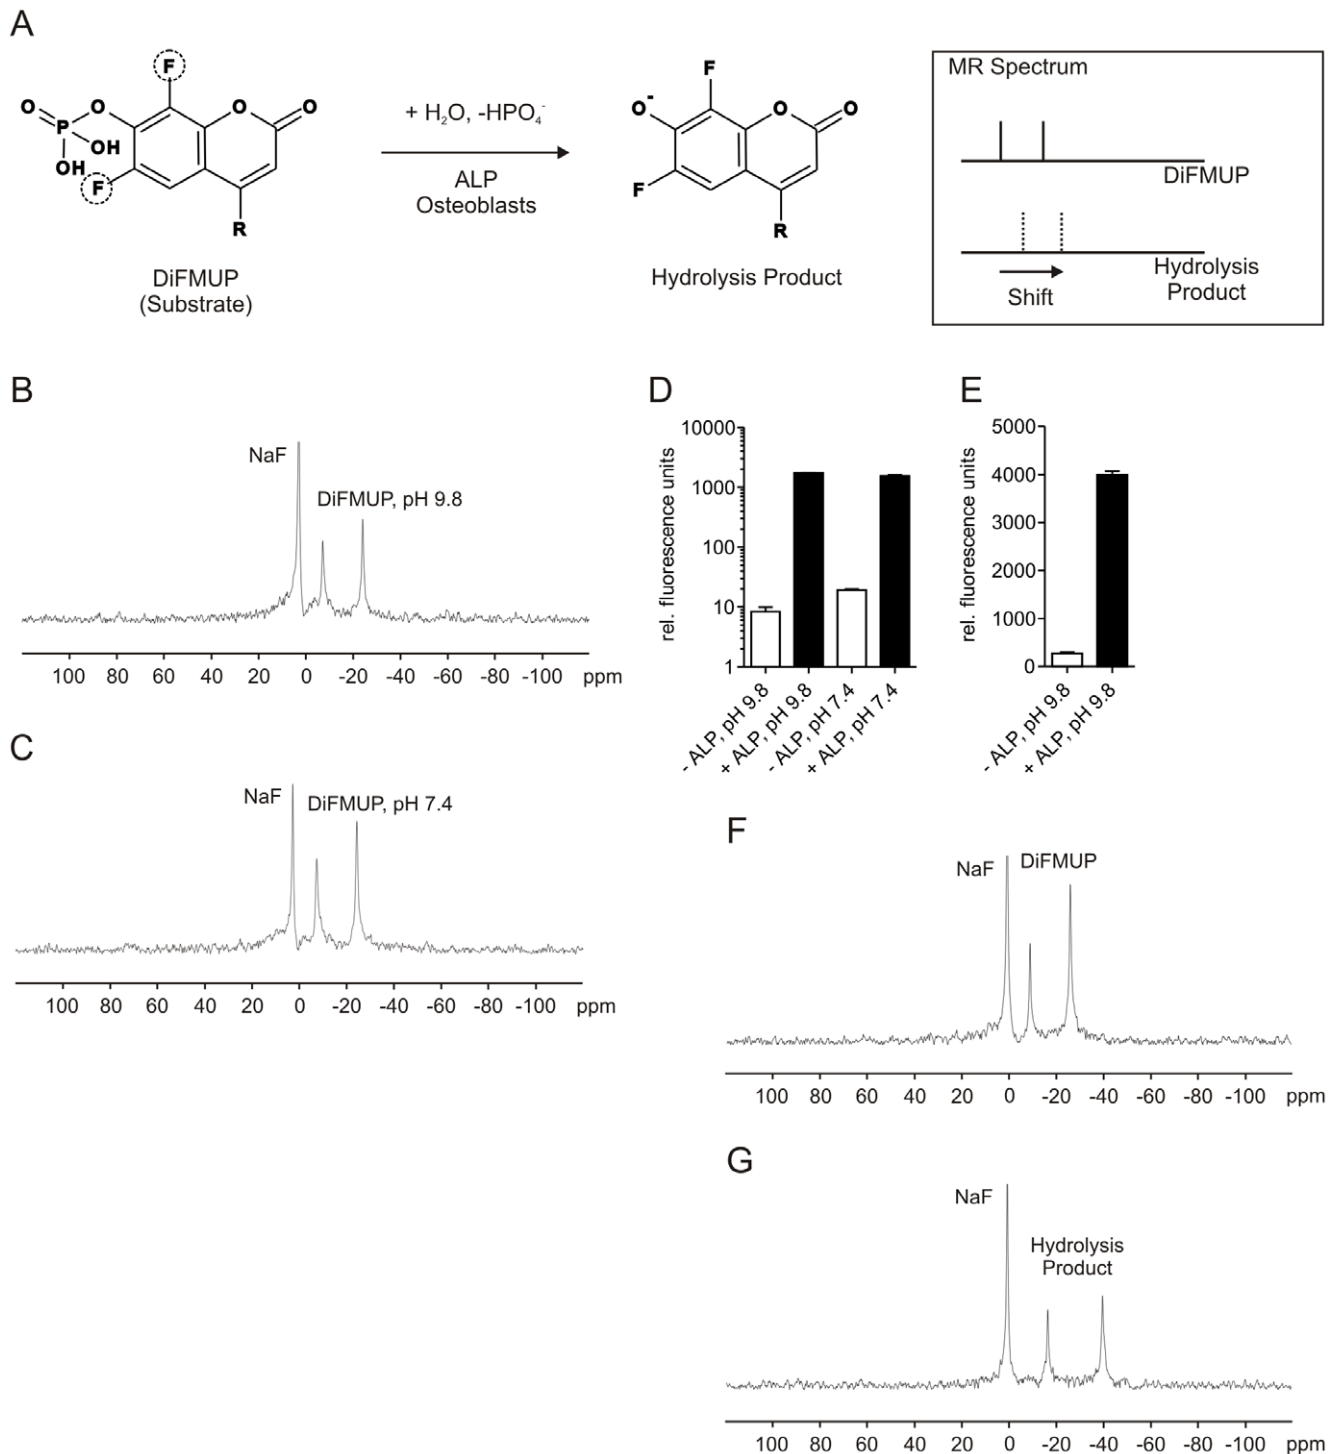 A
F
O
O
P
OH
OH
F
O
O
R
DiFMUP
(Substrate)
+ H₂O, -HPO₄⁻
ALP
Osteoblasts
F
O⁻
F
O
O
R
Hydrolysis Product
MR Spectrum
DiFMUP
Hydrolysis
Product
Shift
B
NaF
DiFMUP, pH 9.8
100 80 60 40 20 0 -20 -40 -60 -80 -100 ppm
C
NaF
DiFMUP, pH 7.4
100 80 60 40 20 0 -20 -40 -60 -80 -100 ppm
D
rel. fluorescence units
10000
1000
100
10
1
- ALP, pH 9.8
+ ALP, pH 9.8
- ALP, pH 7.4
+ ALP, pH 7.4
E
rel. fluorescence units
5000
4000
3000
2000
1000
0
- ALP, pH 9.8
+ ALP, pH 9.8
F
NaF
DiFMUP
100 80 60 40 20 0 -20 -40 -60 -80 -100 ppm
G
NaF
Hydrolysis
Product
100 80 60 40 20 0 -20 -40 -60 -80 -100 ppm